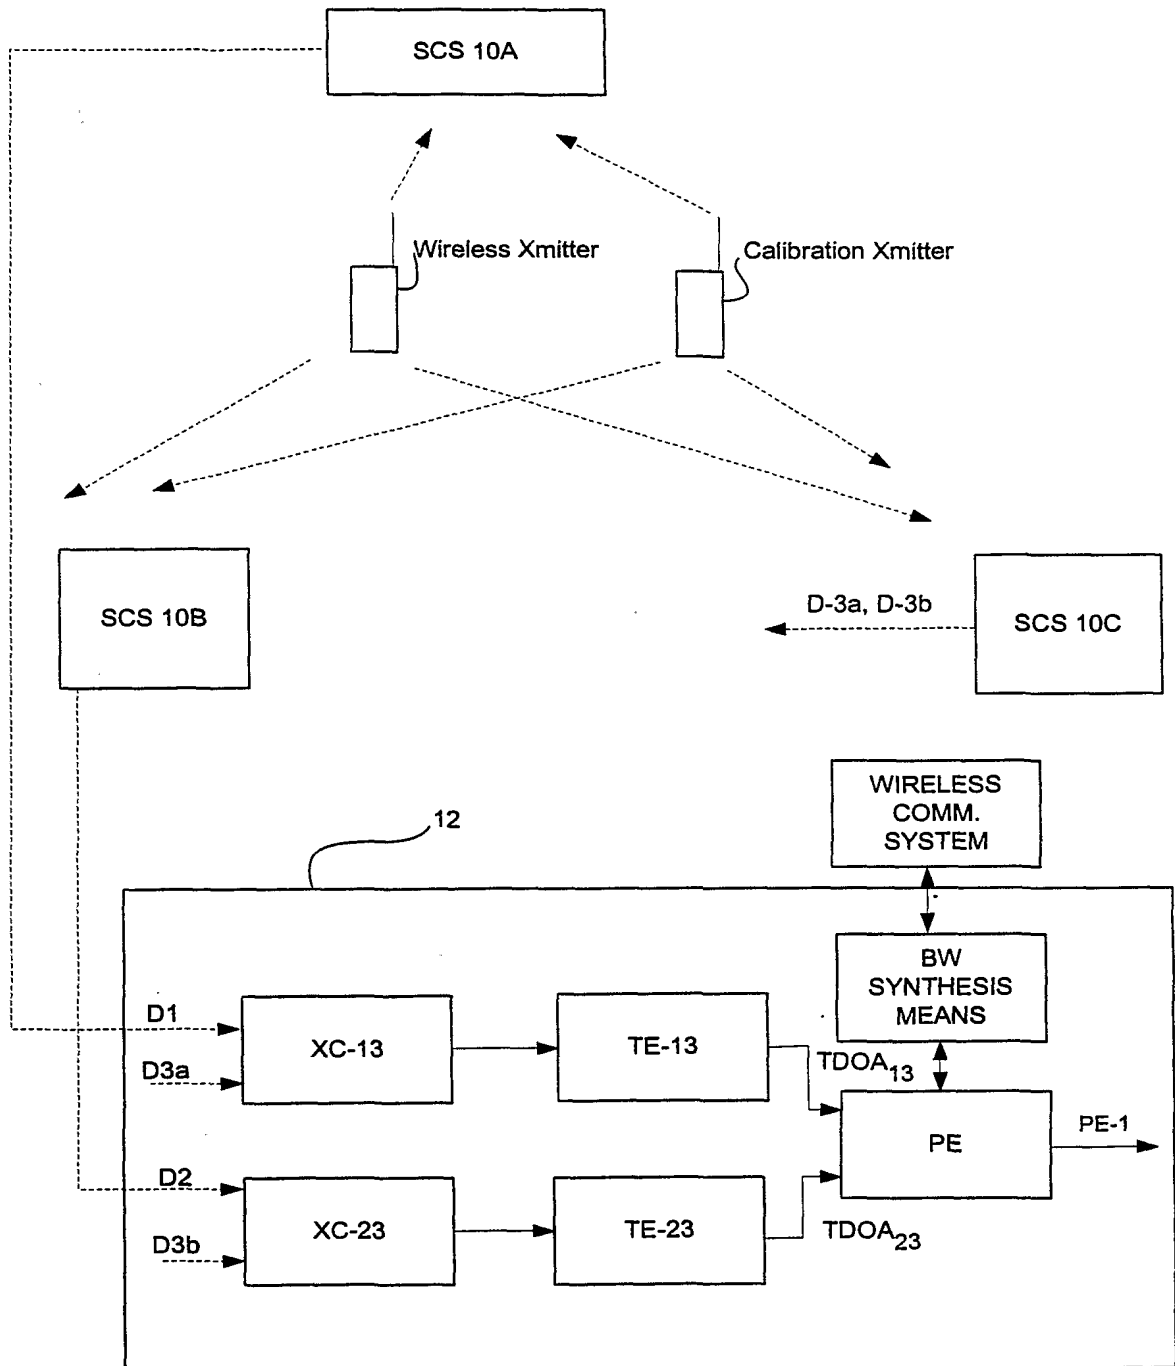 SCS 10A
Wireless Xmitter
Calibration Xmitter
SCS 10B
D-3a, D-3b
SCS 10C
WIRELESS
COMM.
SYSTEM
12
BW
SYNTHESIS
MEANS
D1
D3a
XC-13
TE-13
TDOA13
PE
PE-1
D2
D3b
XC-23
TE-23
TDOA23